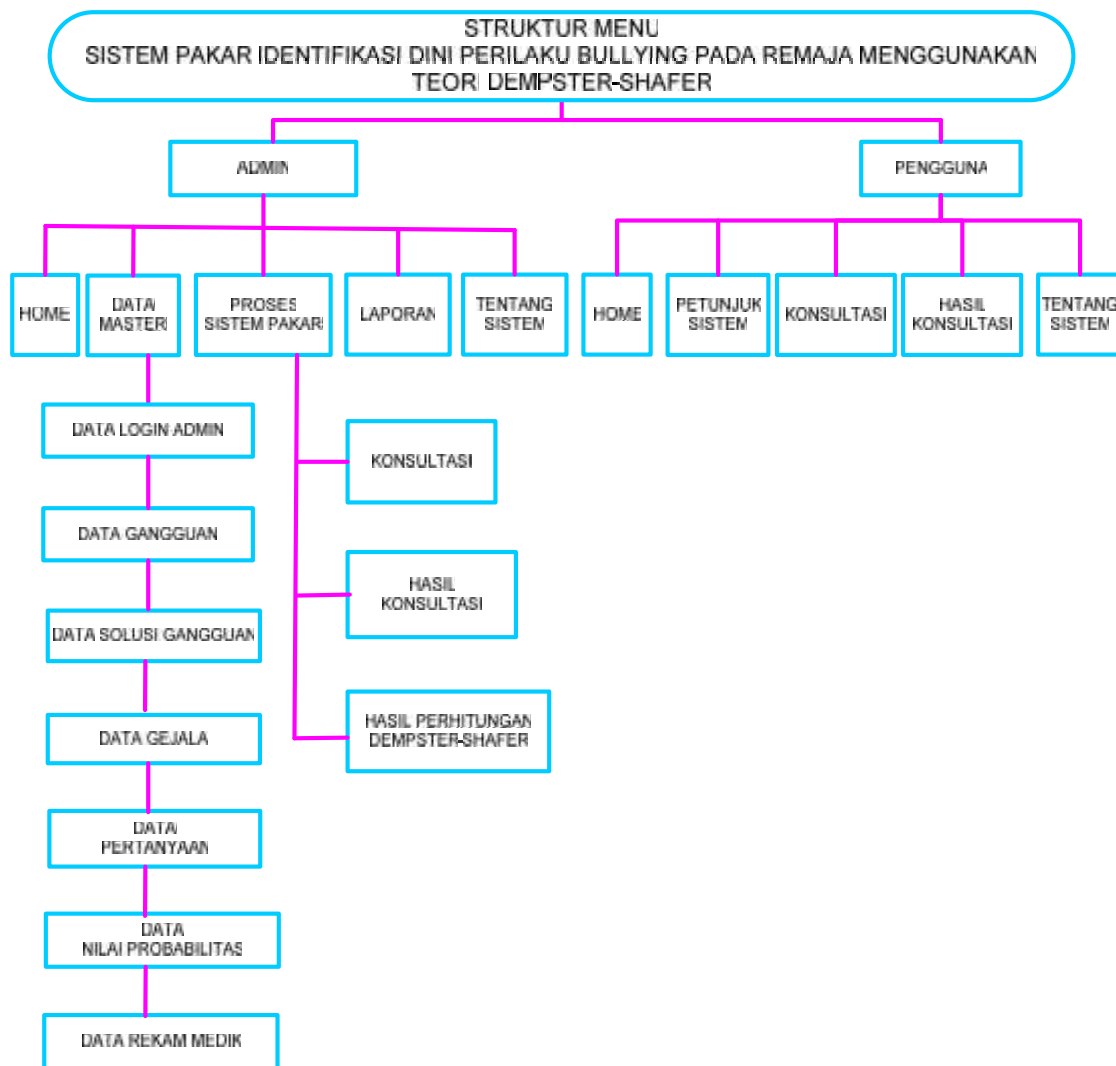 STRUKTUR MENU
SISTEM PAKAR IDENTIFIKASI DINI PERILAKU BULLYING PADA REMAJA MENGGUNAKAN
TEORI DEMPSTER-SHAFER
ADMIN
PENGGUNA
HOME
DATA
MASTER
PROSES
SISTEM PAKAR
LAPORAN
TENTANG
SISTEM
HOME
PETUNJUK
SISTEM
KONSULTASI
HASIL
KONSULTASI
TENTANG
SISTEM
DATA LOGIN ADMIN
DATA GANGGUAN
DATA SOLUSI GANGGUAN
DATA GEJALA
DATA
PERTANYAAN
DATA
NILAI PROBABILITAS
DATA REKAM MEDIK
KONSULTASI
HASIL
KONSULTASI
HASIL PERHITUNGAN
DEMPSTER-SHAFER